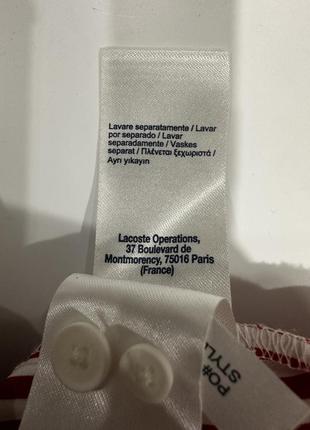 Lavare separatamente / Lavar
por separado / Lavar
separadamente / Vaskes
separat / Πλένεται ξεχωριστά /
Ayrı yıkayın
Lacoste Operations,
37 Boulevard de
Montmorency, 75016 Paris
(France)
PO#
STYL